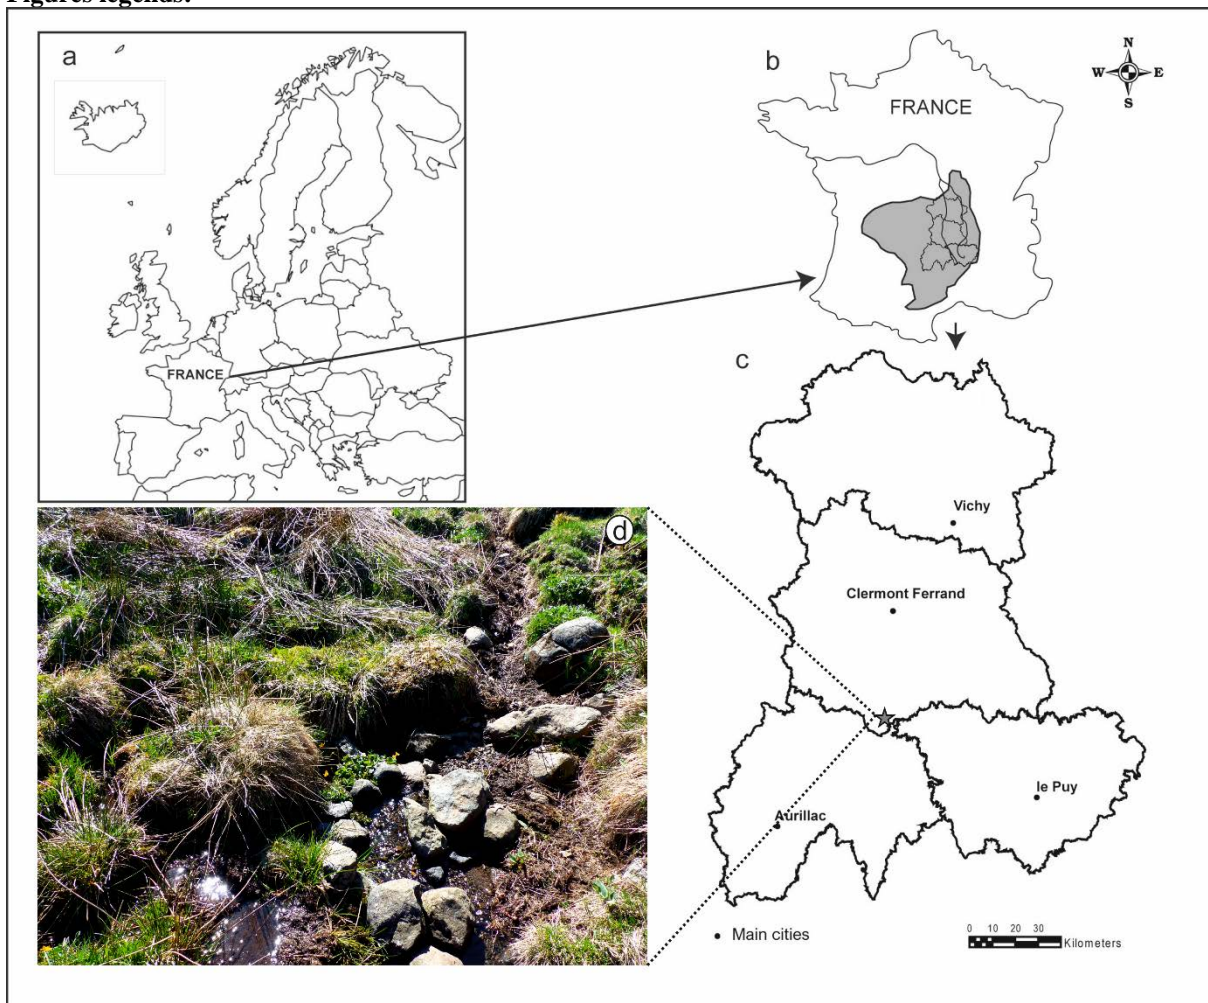 Figures legends:
a
b
N
W E
S
FRANCE
FRANCE
c
Vichy
d
Clermont Ferrand
le Puy
Aurillac
Main cities
0 10 20 30
Kilometers